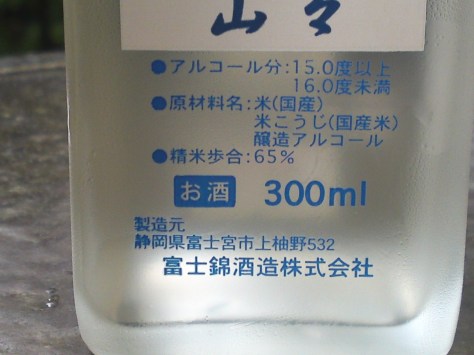 山々
●アルコール分:15.0度以上
16.0度未満
●原材料名:米(国産)
米こうじ(国産米)
醸造アルコール
●精米歩合:65%
お酒 300ml
製造元
静岡県富士宮市上柚野532
富士錦酒造株式会社